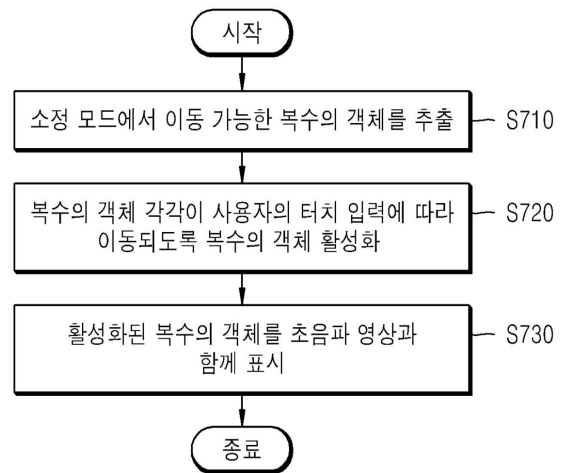 시작
소정 모드에서 이동 가능한 복수의 객체를 추출
S710
복수의 객체 각각이 사용자의 터치 입력에 따라
이동되도록 복수의 객체 활성화
S720
활성화된 복수의 객체를 초음파 영상과
함께 표시
S730
종료